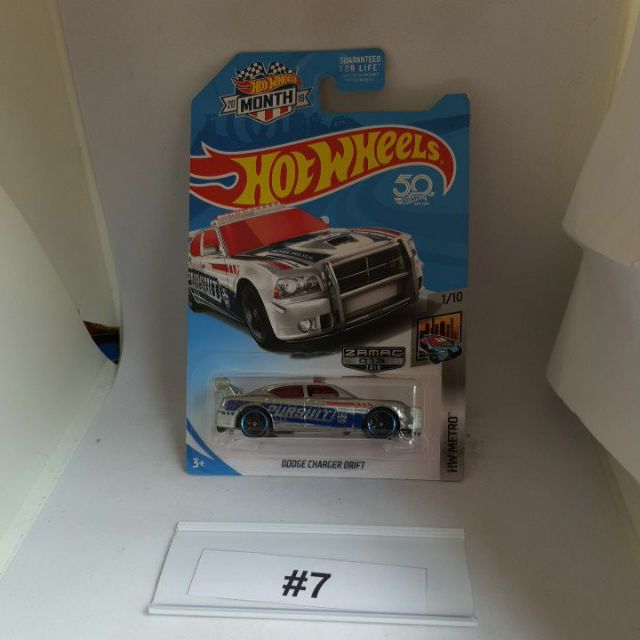 GUARANTEED
FOR LIFE
Hot Wheels
20 MONTH 18
HOT WHEELS
50
1/10
ZAMAC
2018
PURSUIT
HW METRO
3+
DODGE CHARGER DRIFT
#7